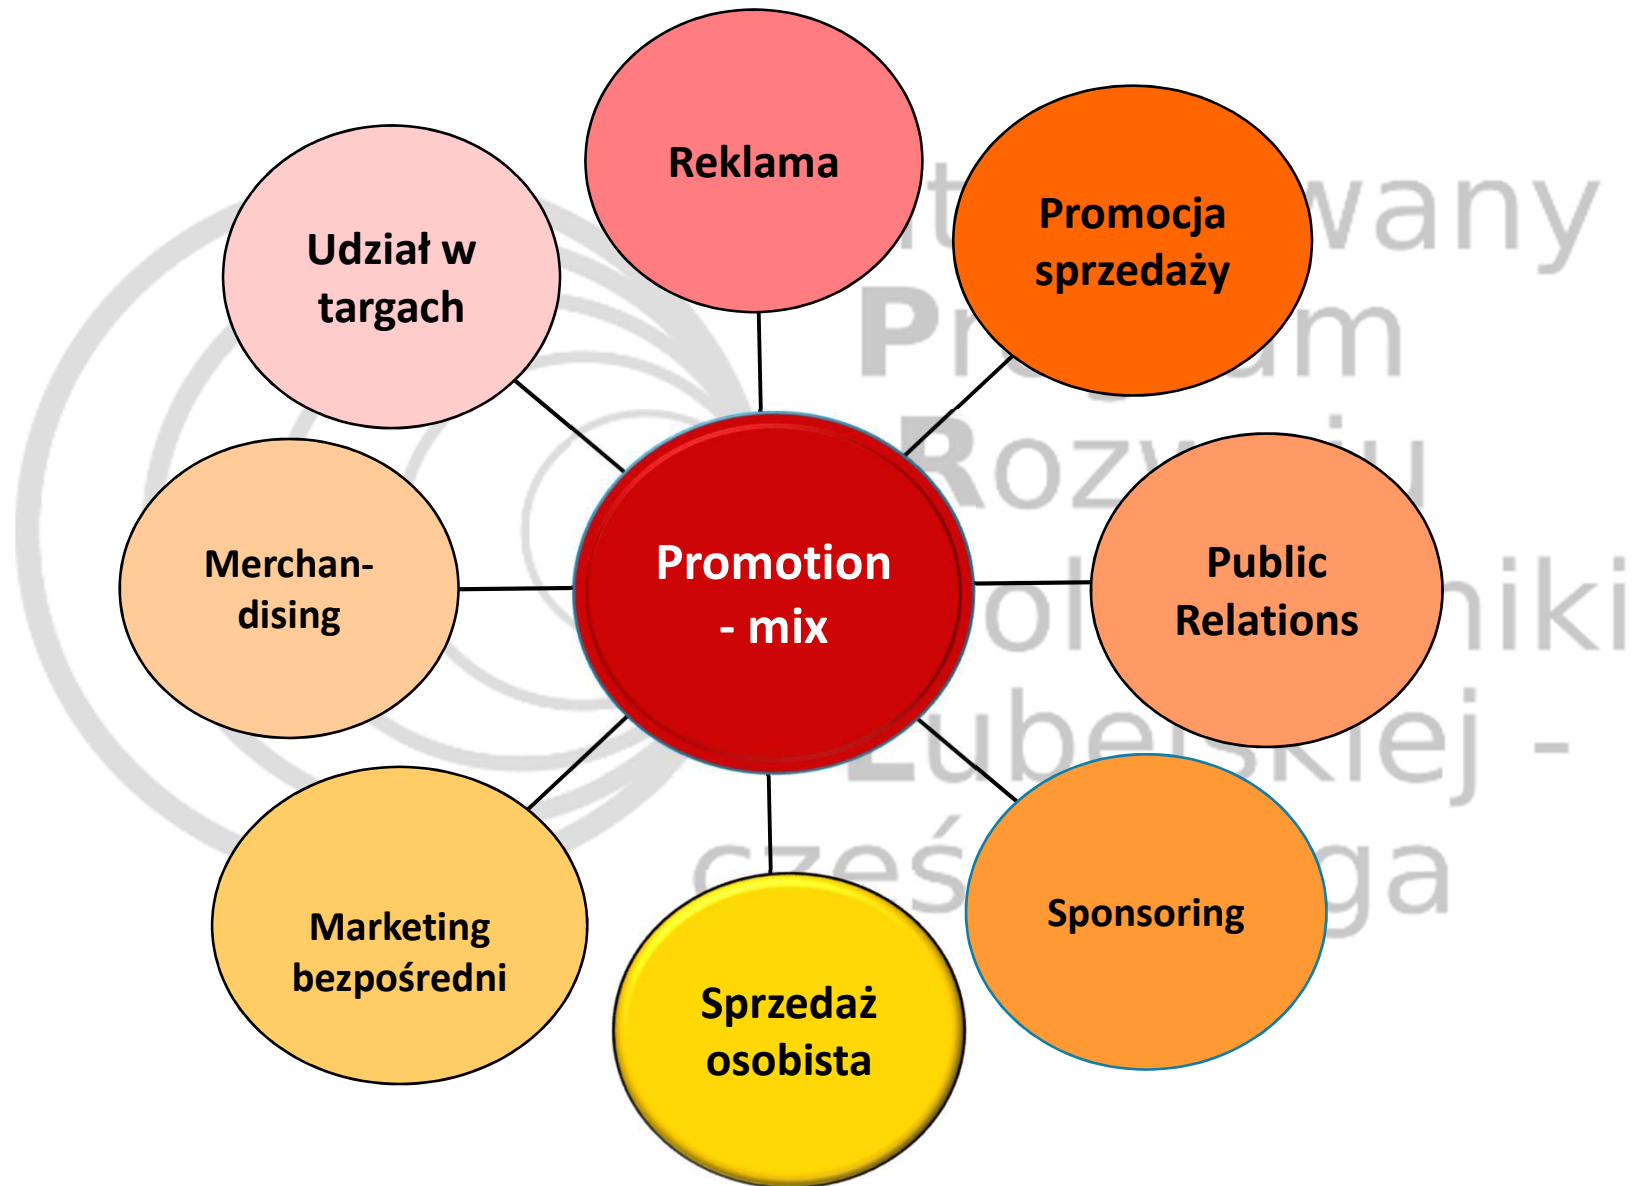 Reklama
Promocja
sprzedaży
Udział w
targach
Public
Relations
Merchan-
dising
Promotion
- mix
Sponsoring
Marketing
bezpośredni
Sprzedaż
osobista